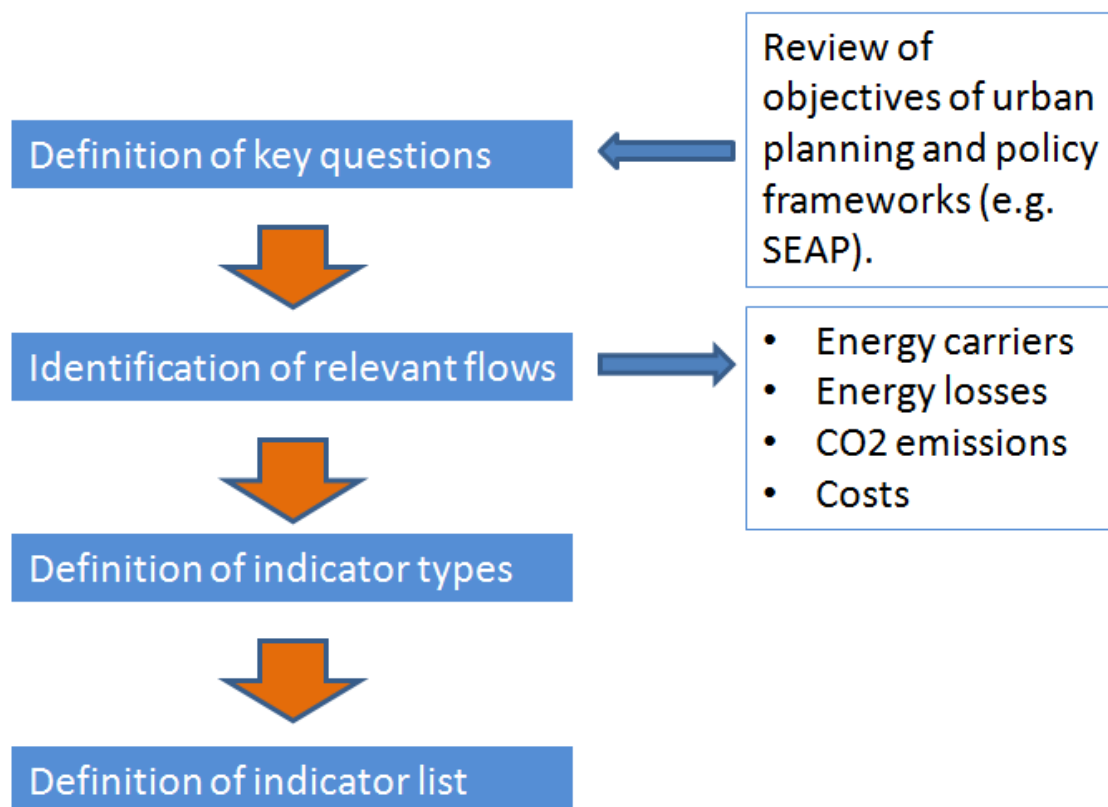 Definition of key questions
Review of
objectives of urban
planning and policy
frameworks (e.g.
SEAP).
Identification of relevant flows
• Energy carriers
• Energy losses
• CO2 emissions
• Costs
Definition of indicator types
Definition of indicator list